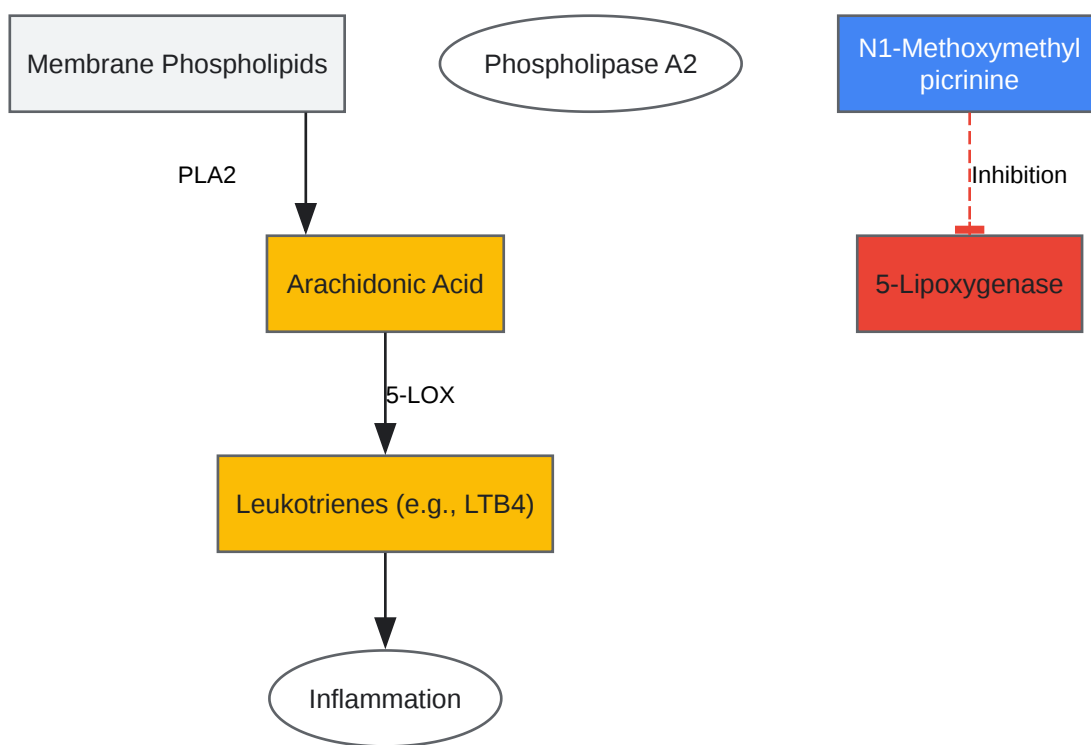 Membrane Phospholipids
Phospholipase A2
N1-Methoxymethyl
picrinine
PLA2
Inhibition
Arachidonic Acid
5-Lipoxygenase
5-LOX
Leukotrienes (e.g., LTB4)
Inflammation